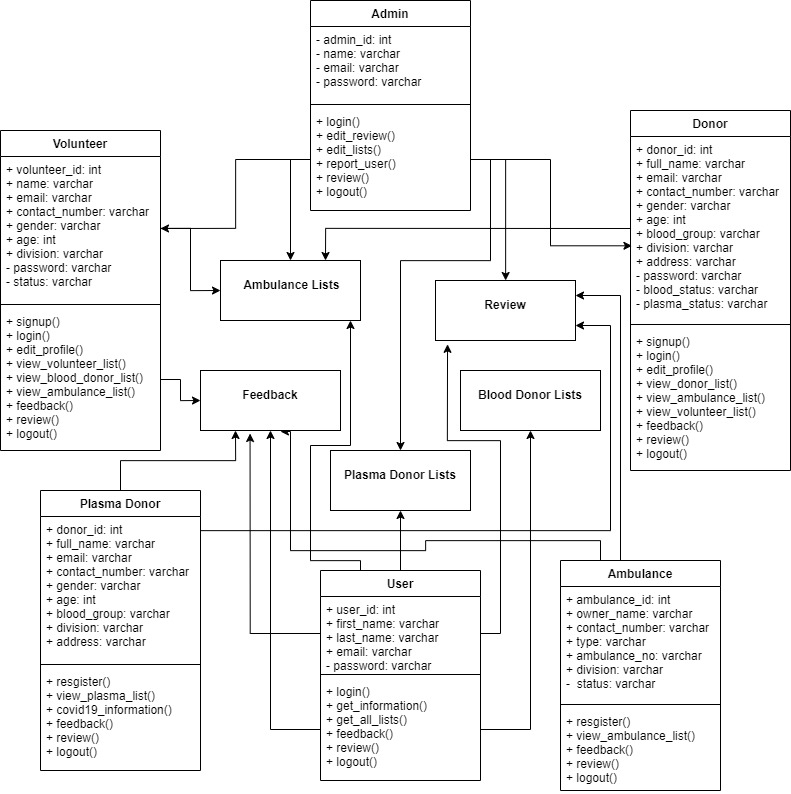 Admin
- admin_id: int
- name: varchar
- email: varchar
- password: varchar
+ login()
+ edit_review()
+ edit_lists()
+ report_user()
+ review()
+ logout()
Volunteer
+ volunteer_id: int
+ name: varchar
+ email: varchar
+ contact_number: varchar
+ gender: varchar
+ age: int
+ division: varchar
- password: varchar
- status: varchar
+ signup()
+ login()
+ edit_profile()
+ view_volunteer_list()
+ view_blood_donor_list()
+ view_ambulance_list()
+ feedback()
+ review()
+ logout()
Donor
+ donor_id: int
+ full_name: varchar
+ email: varchar
+ contact_number: varchar
+ gender: varchar
+ age: int
+ blood_group: varchar
+ division: varchar
+ address: varchar
- password: varchar
- blood_status: varchar
- plasma_status: varchar
+ signup()
+ login()
+ edit_profile()
+ view_donor_list()
+ view_ambulance_list()
+ view_volunteer_list()
+ feedback()
+ review()
+ logout()
Ambulance Lists
Review
Feedback
Blood Donor Lists
Plasma Donor Lists
Plasma Donor
+ donor_id: int
+ full_name: varchar
+ email: varchar
+ contact_number: varchar
+ gender: varchar
+ age: int
+ blood_group: varchar
+ division: varchar
+ address: varchar
+ resgister()
+ view_plasma_list()
+ covid19_information()
+ feedback()
+ review()
+ logout()
User
+ user_id: int
+ first_name: varchar
+ last_name: varchar
+ email: varchar
- password: varchar
+ login()
+ get_information()
+ get_all_lists()
+ feedback()
+ review()
+ logout()
Ambulance
+ ambulance_id: int
+ owner_name: varchar
+ contact_number: varchar
+ type: varchar
+ ambulance_no: varchar
+ division: varchar
- status: varchar
+ resgister()
+ view_ambulance_list()
+ feedback()
+ review()
+ logout()